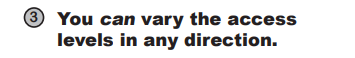 ③ You can vary the access
levels in any direction.